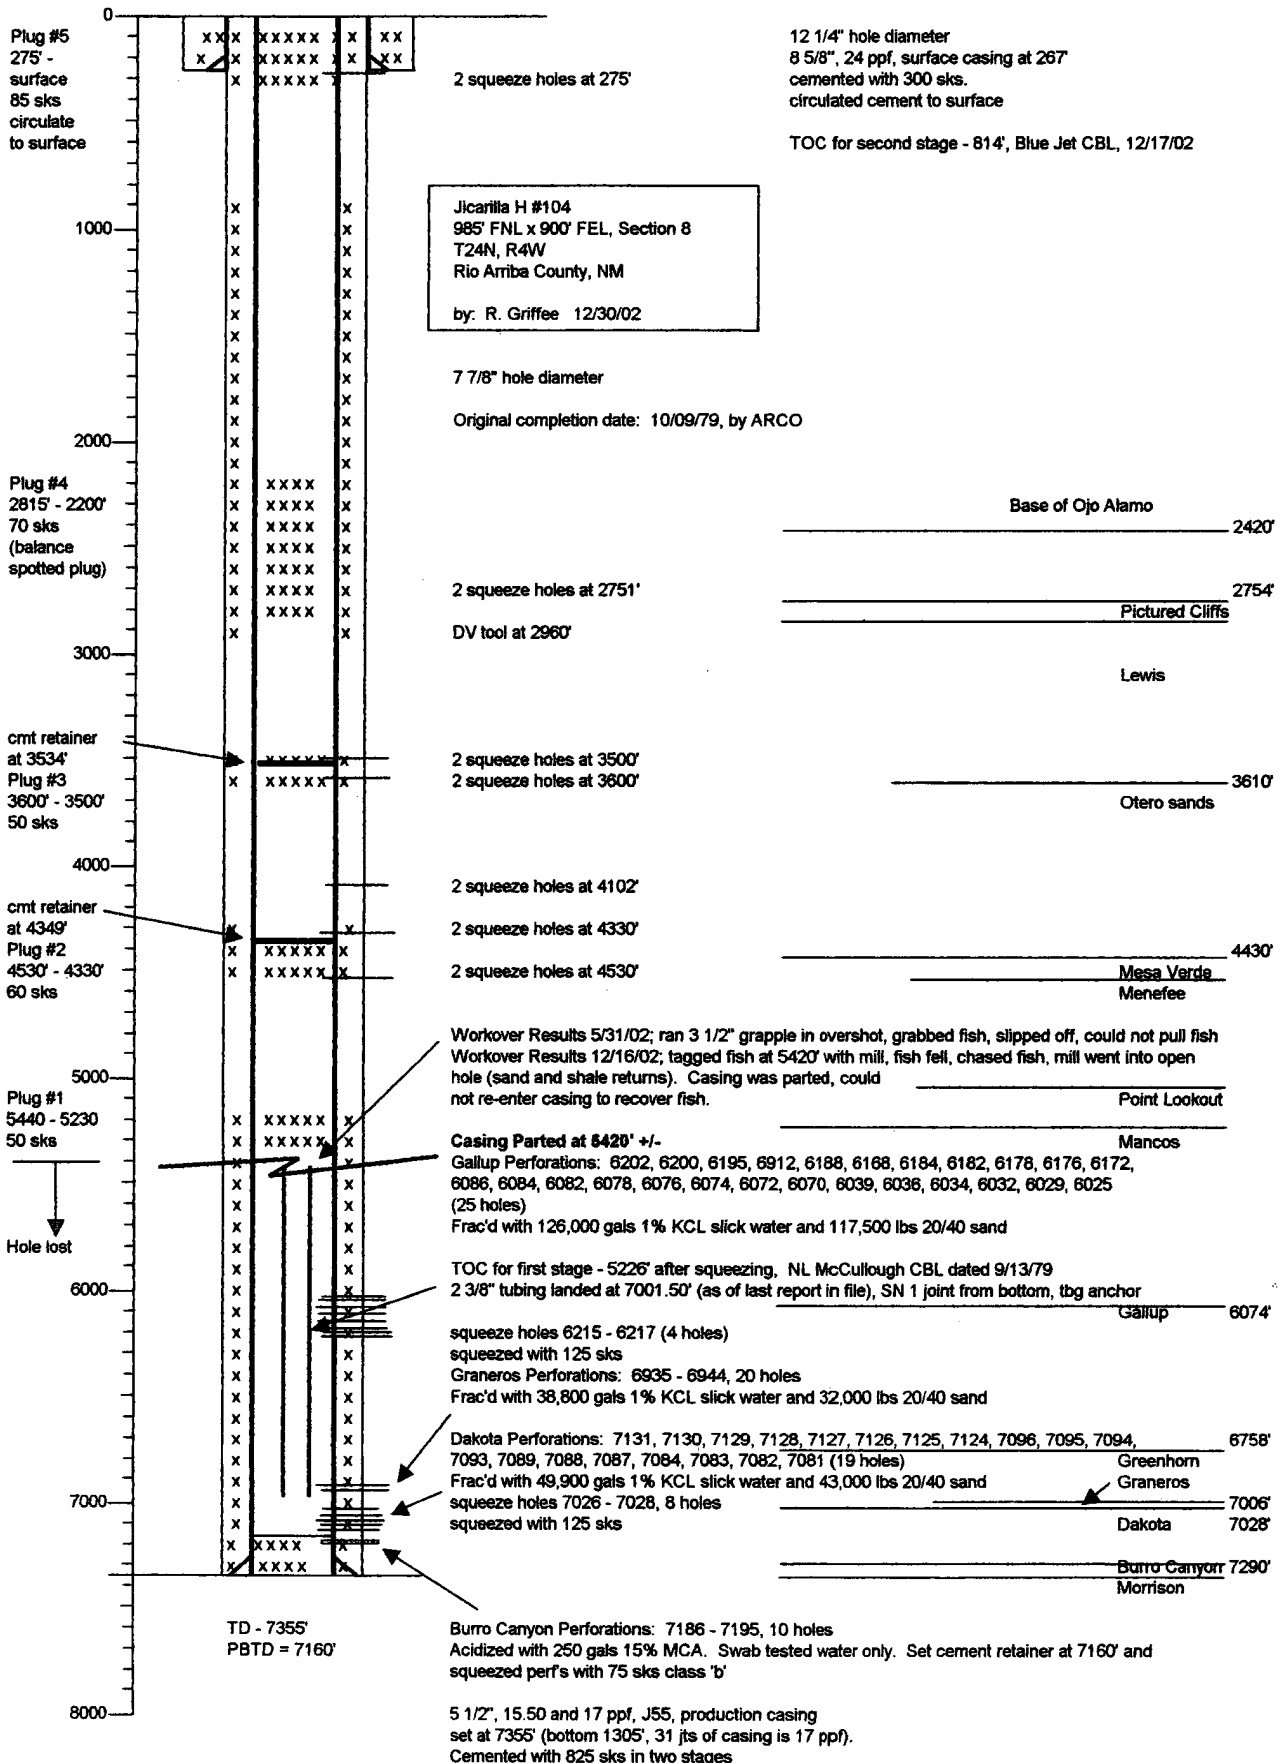 0
Plug #5
275' -
surface
85 sks
circulate
to surface
2 squeeze holes at 275'
12 1/4" hole diameter
8 5/8", 24 ppf, surface casing at 267'
cemented with 300 sks.
circulated cement to surface
TOC for second stage - 814', Blue Jet CBL, 12/17/02
Jicarilla H #104
985' FNL x 900' FEL, Section 8
T24N, R4W
Rio Arriba County, NM
by: R. Griffee 12/30/02
1000
7 7/8" hole diameter
Original completion date: 10/09/79, by ARCO
2000
Plug #4
2815' - 2200'
70 sks
(balance
spotted plug)
Base of Ojo Alamo
2420'
2 squeeze holes at 2751'
2754'
Pictured Cliffs
DV tool at 2960'
3000
Lewis
cmt retainer
at 3534'
Plug #3
3600' - 3500'
50 sks
2 squeeze holes at 3500'
2 squeeze holes at 3600'
3610'
Otero sands
4000
2 squeeze holes at 4102'
cmt retainer
at 4349'
Plug #2
4530' - 4330'
60 sks
2 squeeze holes at 4330'
4430'
2 squeeze holes at 4530'
Mesa Verde
Menefee
Workover Results 5/31/02; ran 3 1/2" grapple in overshot, grabbed fish, slipped off, could not pull fish
Workover Results 12/16/02; tagged fish at 5420' with mill, fish fell, chased fish, mill went into open
hole (sand and shale returns). Casing was parted, could
not re-enter casing to recover fish.
5000
Point Lookout
Plug #1
5440 - 5230
50 sks
Mancos
Hole lost
Casing Parted at 5420' +/-
Gallup Perforations: 6202, 6200, 6195, 6912, 6188, 6168, 6184, 6182, 6178, 6176, 6172,
6086, 6084, 6082, 6078, 6076, 6074, 6072, 6070, 6039, 6036, 6034, 6032, 6029, 6025
(25 holes)
Frac'd with 126,000 gals 1% KCL slick water and 117,500 lbs 20/40 sand
TOC for first stage - 5226' after squeezing, NL McCullough CBL dated 9/13/79
2 3/8" tubing landed at 7001.50' (as of last report in file), SN 1 joint from bottom, tbg anchor
6000
Gallup 6074'
squeeze holes 6215 - 6217 (4 holes)
squeezed with 125 sks
Graneros Perforations: 6935 - 6944, 20 holes
Frac'd with 38,800 gals 1% KCL slick water and 32,000 lbs 20/40 sand
Dakota Perforations: 7131, 7130, 7129, 7128, 7127, 7126, 7125, 7124, 7096, 7095, 7094,
7093, 7089, 7088, 7087, 7084, 7083, 7082, 7081 (19 holes)
Frac'd with 49,900 gals 1% KCL slick water and 43,000 lbs 20/40 sand
squeeze holes 7026 - 7028, 8 holes
squeezed with 125 sks
6758'
Greenhorn
Graneros
7000
7006'
Dakota 7028'
Burro Canyon 7290'
Morrison
TD - 7355'
PBTD = 7160'
Burro Canyon Perforations: 7186 - 7195, 10 holes
Acidized with 250 gals 15% MCA. Swab tested water only. Set cement retainer at 7160' and
squeezed perf's with 75 sks class 'b'
8000
5 1/2", 15.50 and 17 ppf, J55, production casing
set at 7355' (bottom 1305', 31 jts of casing is 17 ppf).
Cemented with 825 sks in two stages